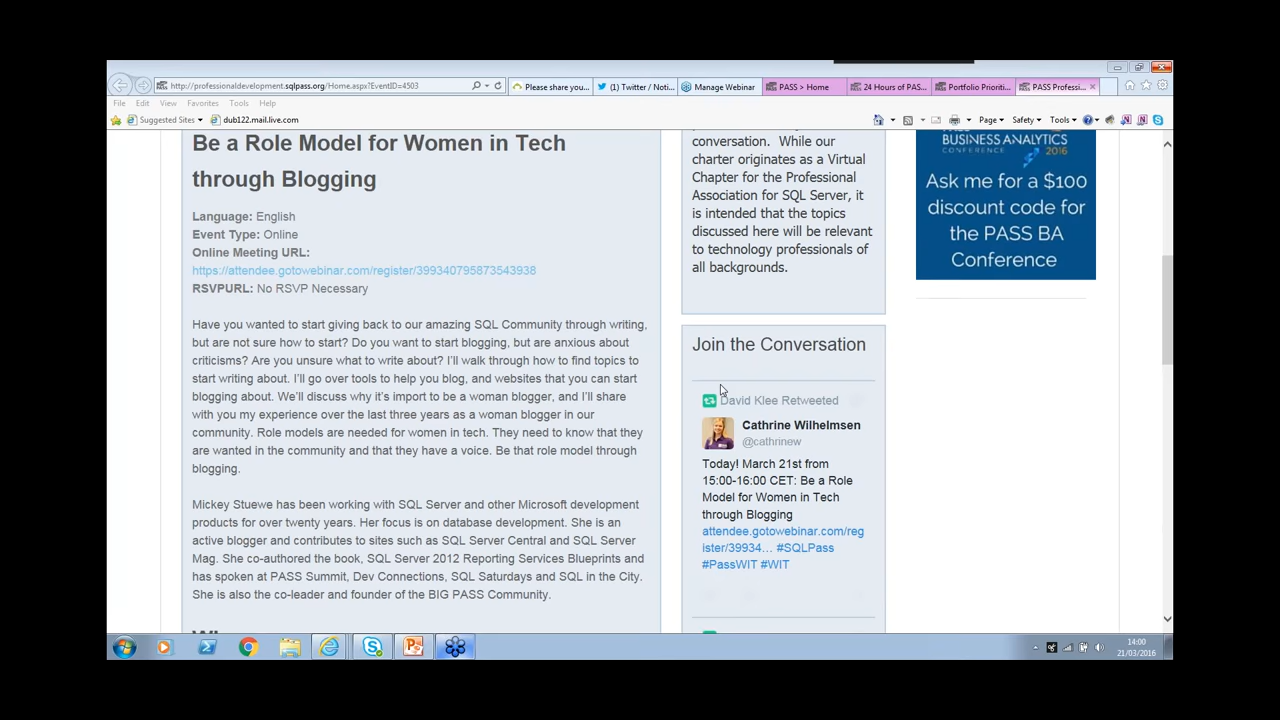 http://professionaldevelopment.sqlpass.org/Home.aspx?EventID=4503
Please share you...
(1) Twitter / Noti...
Manage Webinar
PASS > Home
24 Hours of PAS...
Portfolio Prioriti...
PASS Professi...
File Edit View Favorites Tools Help
Suggested Sites
dub122.mail.live.com
Page Safety Tools
Be a Role Model for Women in Tech
through Blogging
Language: English
Event Type: Online
Online Meeting URL:
https://attendee.gotowebinar.com/register/399340795873543938
RSVPURL: No RSVP Necessary
Have you wanted to start giving back to our amazing SQL Community through writing,
but are not sure how to start? Do you want to start blogging, but are anxious about
criticisms? Are you unsure what to write about? I'll walk through how to find topics to
start writing about. I'll go over tools to help you blog, and websites that you can start
blogging about. We'll discuss why it's import to be a woman blogger, and I'll share
with you my experience over the last three years as a woman blogger in our
community. Role models are needed for women in tech. They need to know that they
are wanted in the community and that they have a voice. Be that role model through
blogging.
Mickey Stuewe has been working with SQL Server and other Microsoft development
products for over twenty years. Her focus is on database development. She is an
active blogger and contributes to sites such as SQL Server Central and SQL Server
Mag. She co-authored the book, SQL Server 2012 Reporting Services Blueprints and
has spoken at PASS Summit, Dev Connections, SQL Saturdays and SQL in the City.
She is also the co-leader and founder of the BIG PASS Community.
conversation. While our
charter originates as a Virtual
Chapter for the Professional
Association for SQL Server, it
is intended that the topics
discussed here will be relevant
to technology professionals of
all backgrounds.
Join the Conversation
David Klee Retweeted
Cathrine Wilhelmsen
@cathrinew
Today! March 21st from
15:00-16:00 CET: Be a Role
Model for Women in Tech
through Blogging
attendee.gotowebinar.com/reg
ister/39934... #SQLPass
#PassWIT #WIT
BUSINESS ANALYTICS
CONFERENCE 2016
Ask me for a $100
discount code for
the PASS BA
Conference
14:00
21/03/2016